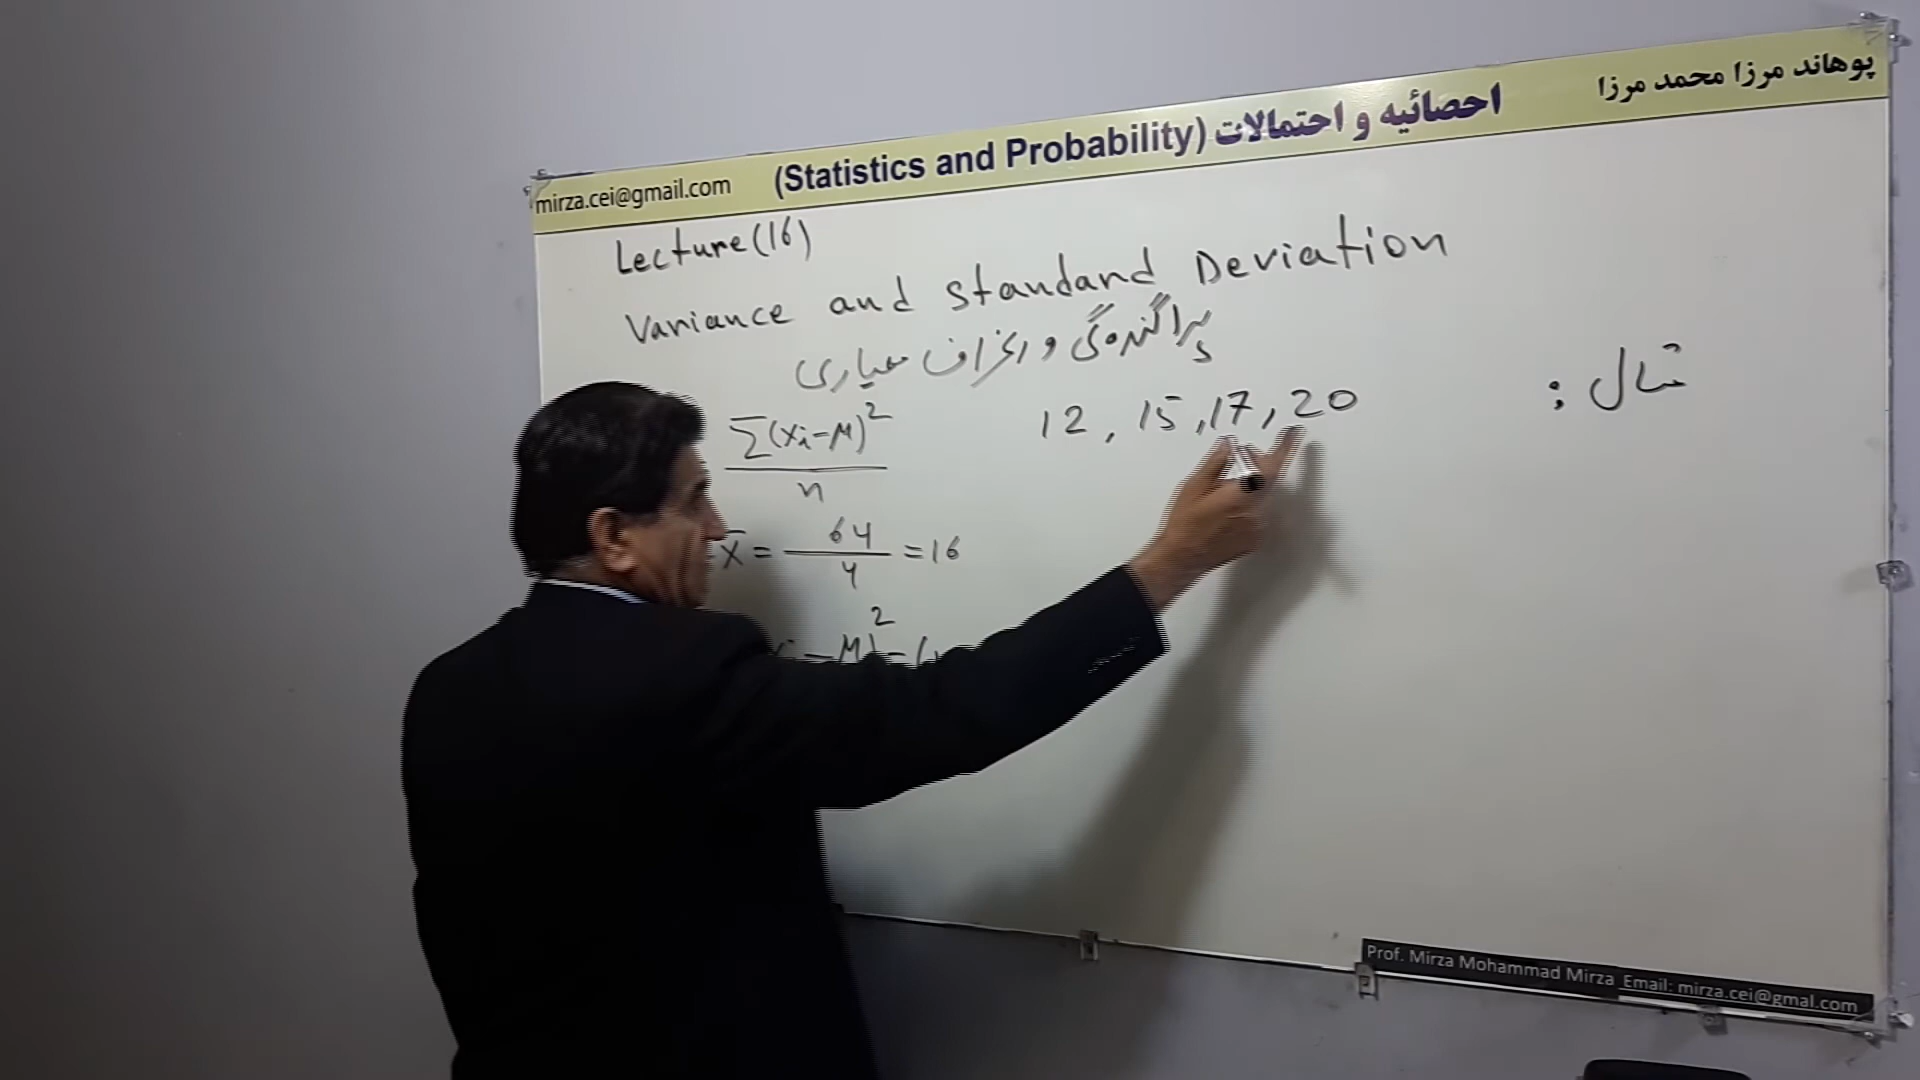 پوهاند مرزا محمد مرزا
احصائیه و احتمالات (Statistics and Probability)
mirza.cei@gmail.com
Lecture(16)
Variance and standard Deviation
پراگندەگی و انحراف معیاری
مثال :
12, 15, 17, 20
∑(xi-M)²
n
x̄ = 64/4 = 16
-M)² = (
Prof. Mirza Mohammad Mirza Email: mirza.cei@gmal.com